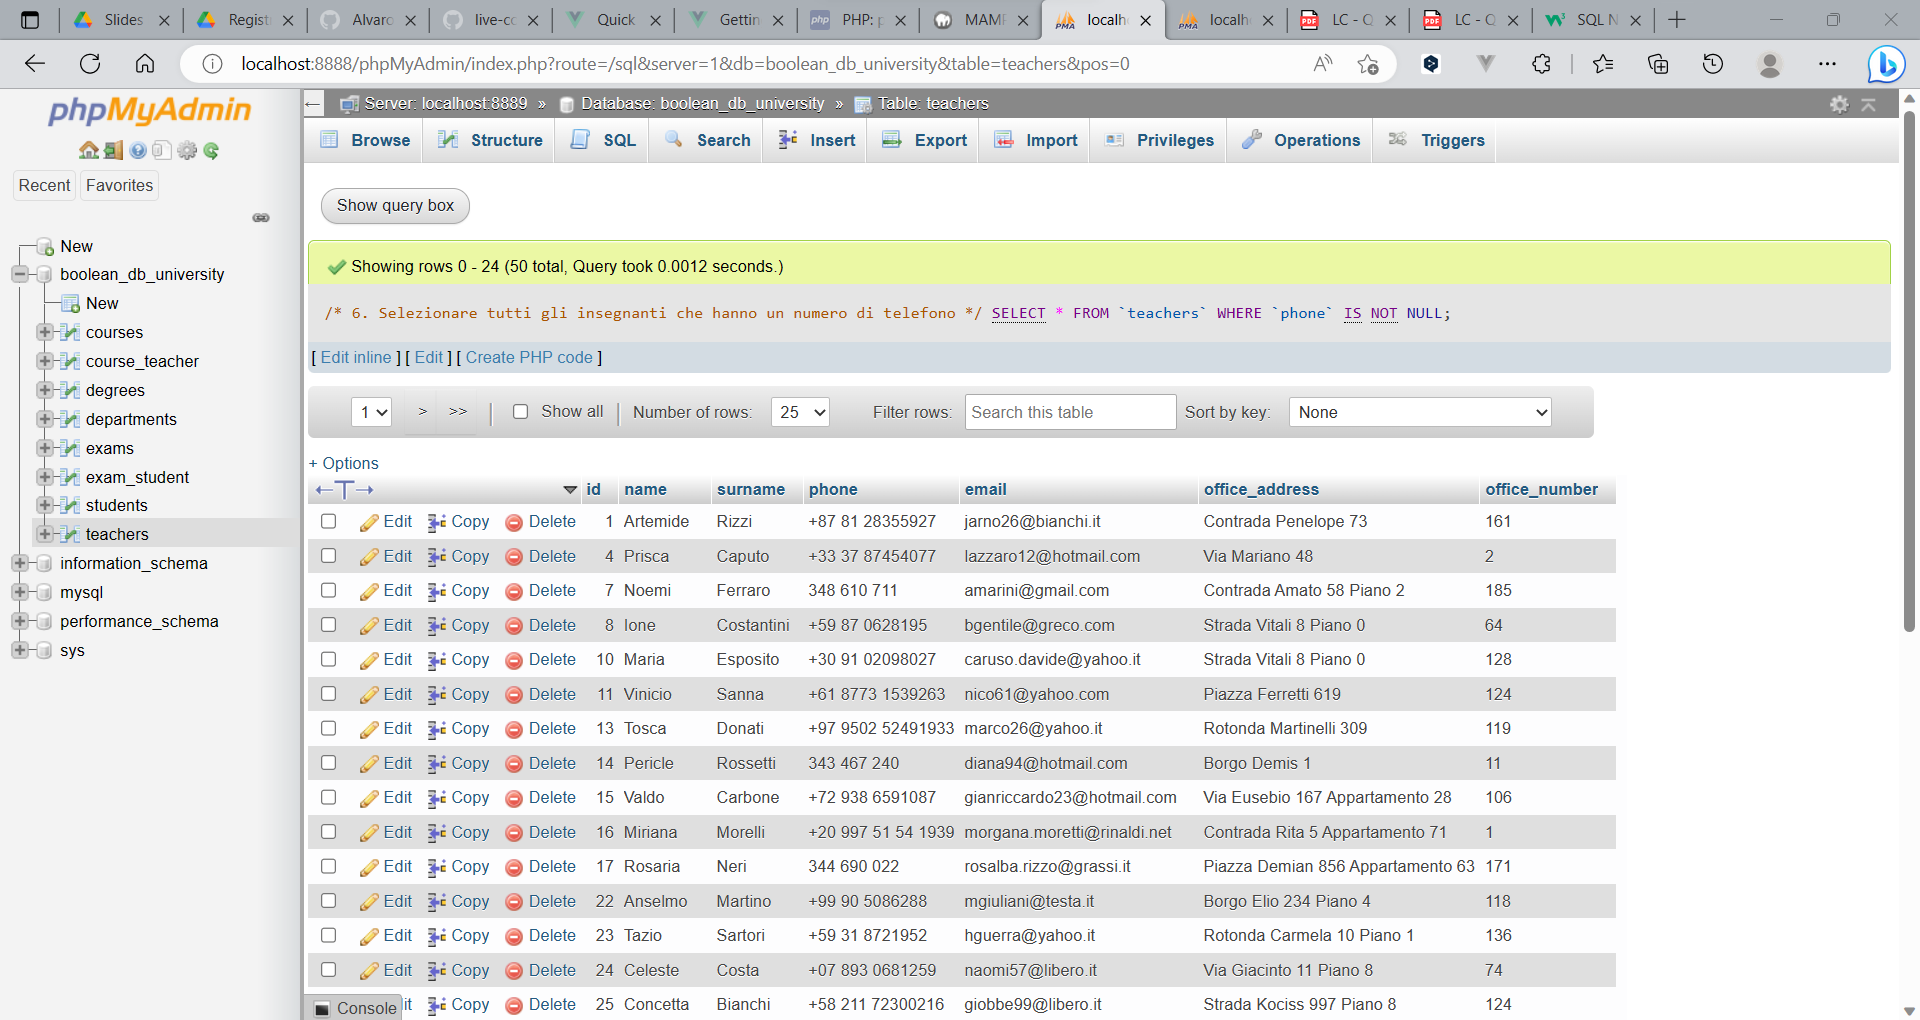 Slides
Regist
Alvaro
live-co
Quick
Gettin
php PHP: p
MAMP
PMA localh
PMA localh
PDF LC - Q
PDF LC - Q
SQL N
localhost:8888/phpMyAdmin/index.php?route=/sql&server=1&db=boolean_db_university&table=teachers&pos=0
phpMyAdmin
Recent Favorites
New
boolean_db_university
New
courses
course_teacher
degrees
departments
exams
exam_student
students
teachers
information_schema
mysql
performance_schema
sys
Server: localhost:8889 » Database: boolean_db_university » Table: teachers
Browse Structure SQL Search Insert Export Import Privileges Operations Triggers
Show query box
Showing rows 0 - 24 (50 total, Query took 0.0012 seconds.)
/* 6. Selezionare tutti gli insegnanti che hanno un numero di telefono */ SELECT * FROM `teachers` WHERE `phone` IS NOT NULL;
[ Edit inline ] [ Edit ] [ Create PHP code ]
1 > >> | Show all | Number of rows: 25 Filter rows: Search this table Sort by key: None
+ Options
←T→ id name surname phone email office_address office_number
Edit Copy Delete 1 Artemide Rizzi +87 81 28355927 jarno26@bianchi.it Contrada Penelope 73 161
Edit Copy Delete 4 Prisca Caputo +33 37 87454077 lazzaro12@hotmail.com Via Mariano 48 2
Edit Copy Delete 7 Noemi Ferraro 348 610 711 amarini@gmail.com Contrada Amato 58 Piano 2 185
Edit Copy Delete 8 Ione Costantini +59 87 0628195 bgentile@greco.com Strada Vitali 8 Piano 0 64
Edit Copy Delete 10 Maria Esposito +30 91 02098027 caruso.davide@yahoo.it Strada Vitali 8 Piano 0 128
Edit Copy Delete 11 Vinicio Sanna +61 8773 1539263 nico61@yahoo.com Piazza Ferretti 619 124
Edit Copy Delete 13 Tosca Donati +97 9502 52491933 marco26@yahoo.it Rotonda Martinelli 309 119
Edit Copy Delete 14 Pericle Rossetti 343 467 240 diana94@hotmail.com Borgo Demis 1 11
Edit Copy Delete 15 Valdo Carbone +72 938 6591087 gianriccardo23@hotmail.com Via Eusebio 167 Appartamento 28 106
Edit Copy Delete 16 Miriana Morelli +20 997 51 54 1939 morgana.moretti@rinaldi.net Contrada Rita 5 Appartamento 71 1
Edit Copy Delete 17 Rosaria Neri 344 690 022 rosalba.rizzo@grassi.it Piazza Demian 856 Appartamento 63 171
Edit Copy Delete 22 Anselmo Martino +99 90 5086288 mgiuliani@testa.it Borgo Elio 234 Piano 4 118
Edit Copy Delete 23 Tazio Sartori +59 31 8721952 hguerra@yahoo.it Rotonda Carmela 10 Piano 1 136
Edit Copy Delete 24 Celeste Costa +07 893 0681259 naomi57@libero.it Via Giacinto 11 Piano 8 74
Console it Copy Delete 25 Concetta Bianchi +58 211 72300216 giobbe99@libero.it Strada Kociss 997 Piano 8 124